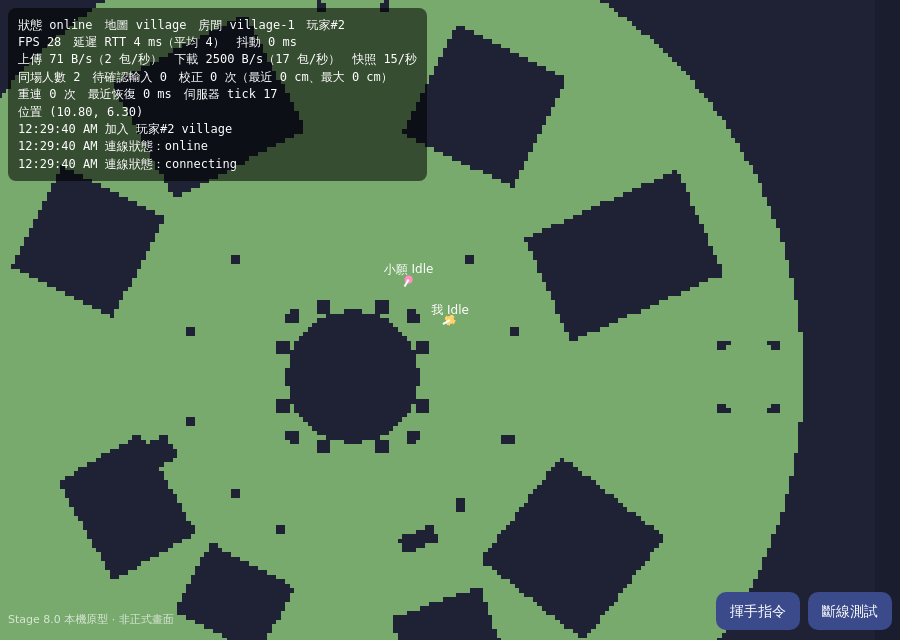 狀態 online 地圖 village 房間 village-1 玩家#2
FPS 28 延遲 RTT 4 ms（平均 4） 抖動 0 ms
上傳 71 B/s（2 包/秒） 下載 2500 B/s（17 包/秒） 快照 15/秒
同場人數 2 待確認輸入 0 校正 0 次（最近 0 cm、最大 0 cm）
重連 0 次 最近恢復 0 ms 伺服器 tick 17
位置 (10.80, 6.30)
12:29:40 AM 加入 玩家#2 village
12:29:40 AM 連線狀態：online
12:29:40 AM 連線狀態：connecting
小願 Idle
我 Idle
Stage 8.0 本機原型 · 非正式畫面
揮手指令
斷線測試